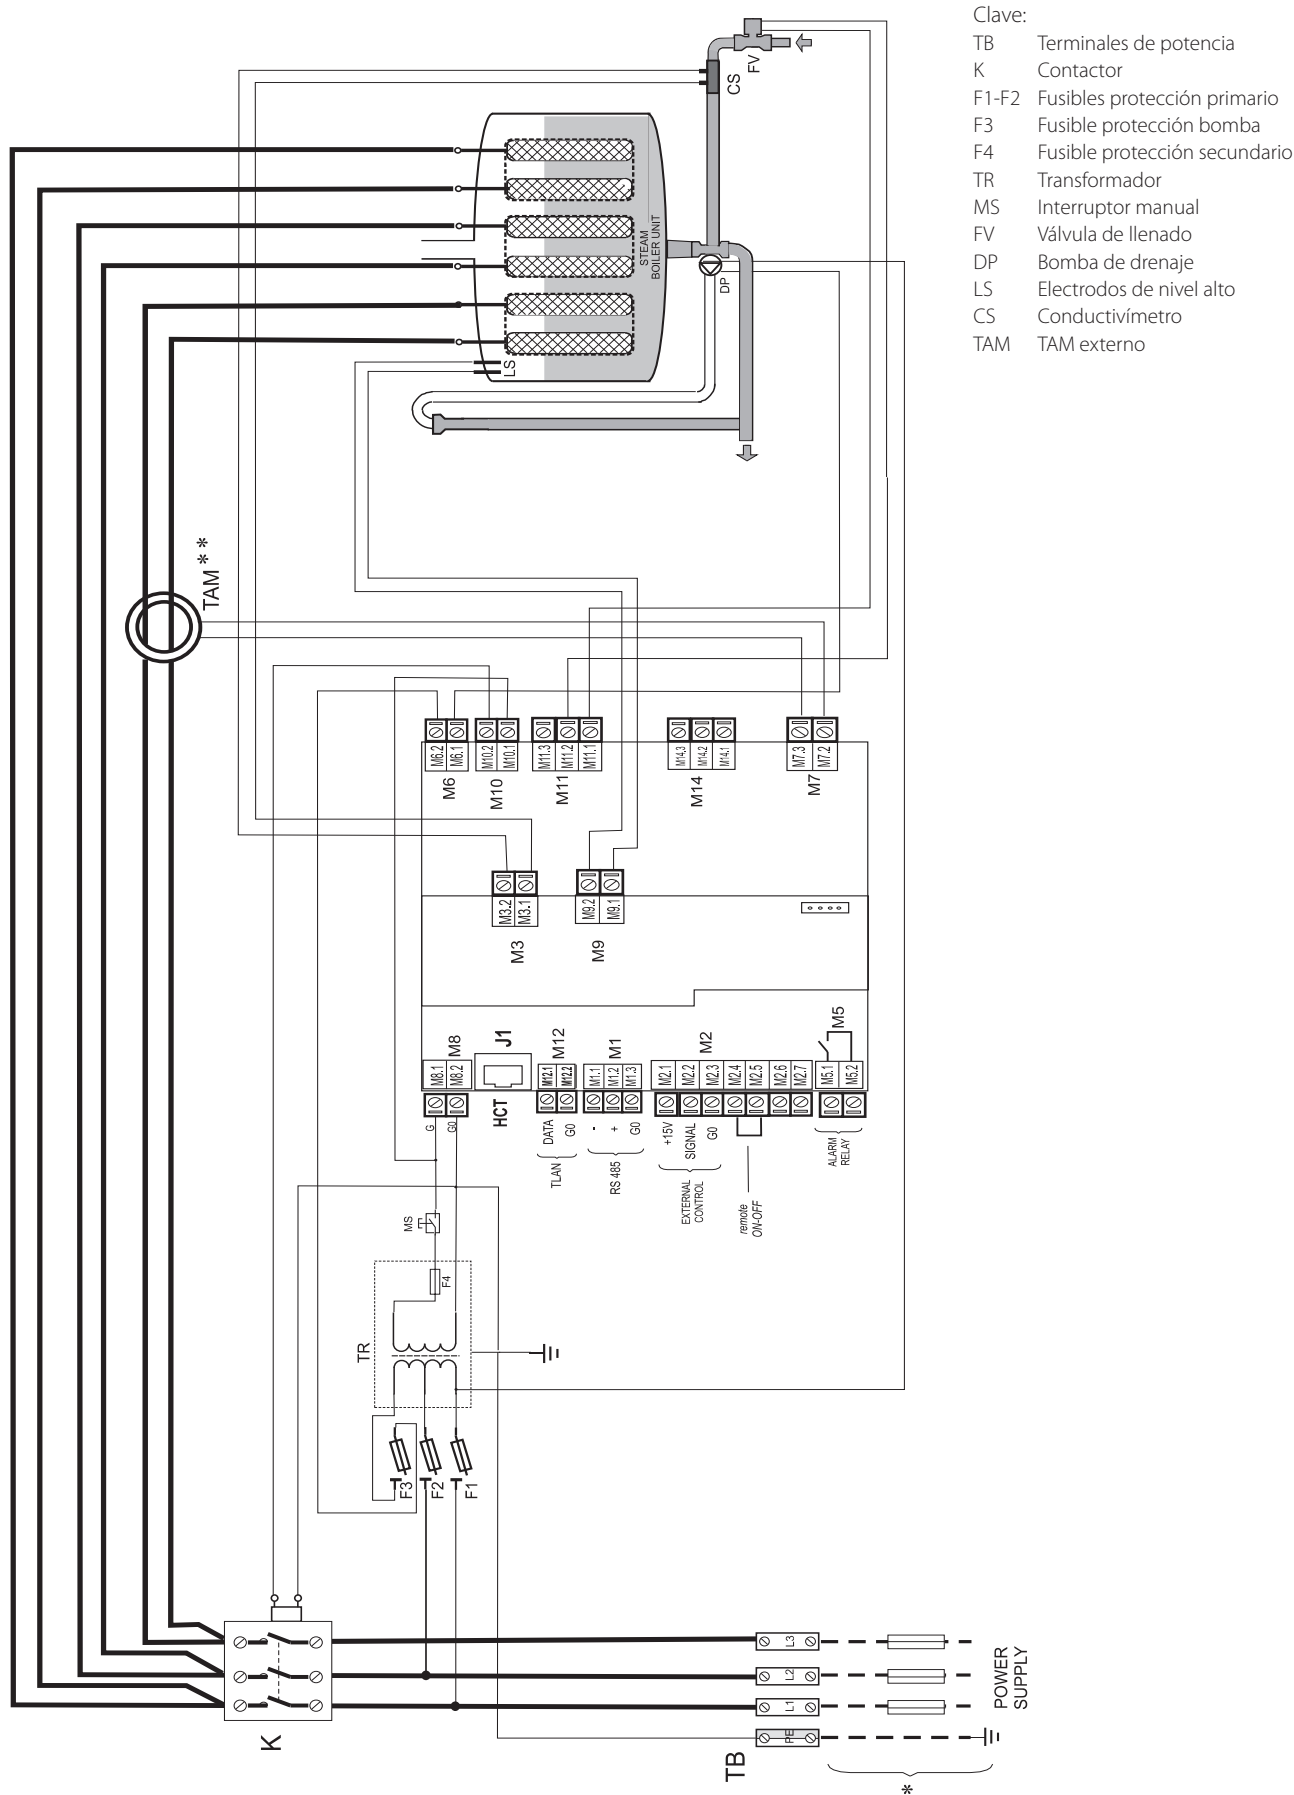 Clave:
TB Terminales de potencia
K Contactor
F1-F2 Fusibles protección primario
F3 Fusible protección bomba
F4 Fusible protección secundario
TR Transformador
MS Interruptor manual
FV Válvula de llenado
DP Bomba de drenaje
LS Electrodos de nivel alto
CS Conductivímetro
TAM TAM externo
FV
CS
STEAM
BOILER UNIT
DP
LS
TAM * *
M6.2
M6.1
M10.2
M10.1
M11.3
M11.2
M11.1
M14.3
M14.2
M14.1
M7.3
M7.2
M6
M10
M11
M14
M7
M3.2
M3.1
M9.2
M9.1
M3
M9
M8
J1
M12
M1
M2
M5
M8.1
M8.2
M12.1
M12.2
M1.1
M1.2
M1.3
M2.1
M2.2
M2.3
M2.4
M2.5
M2.6
M2.7
M5.1
M5.2
G
G0
HCT
DATA
G0
-
+
G0
+15V
SIGNAL
G0
TLAN
RS 485
EXTERNAL
CONTROL
remote
ON-OFF
ALARM
RELAY
MS
F4
TR
F3
F2
F1
K
L3
L2
L1
PE
TB
POWER
SUPPLY
*